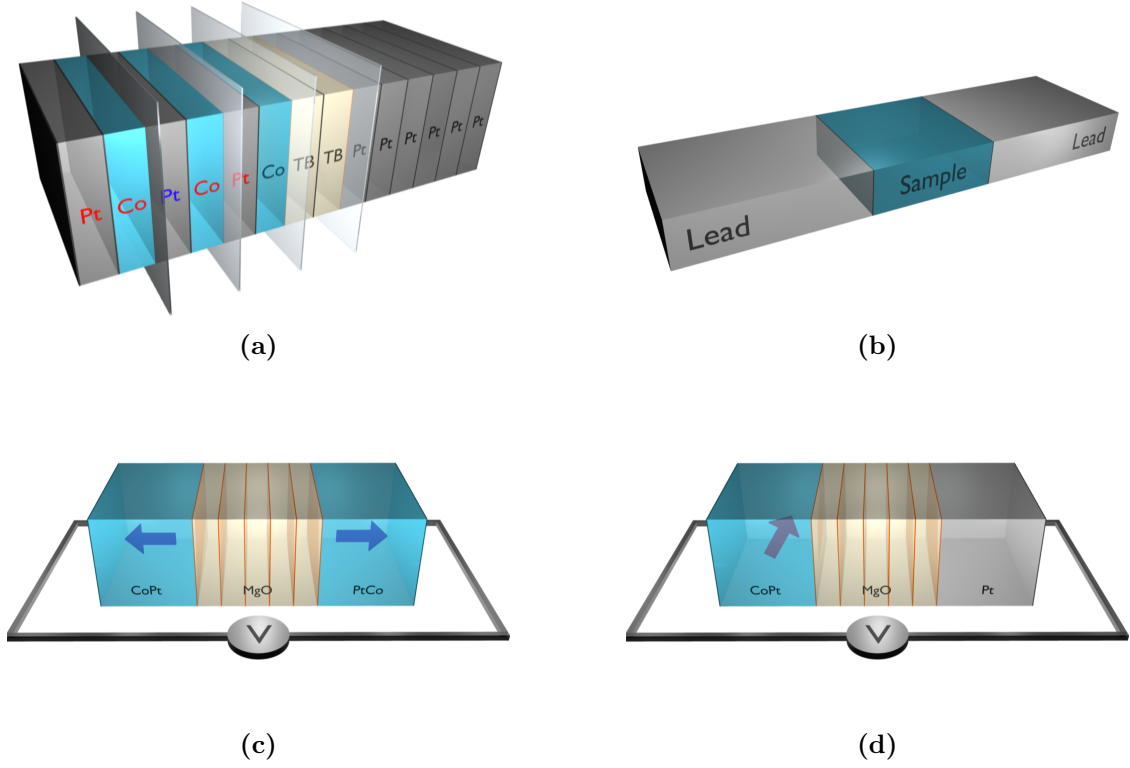 Pt Co Pt Co Pt Co TB TB Pt Pt Pt Pt Pt Pt
(a)
Lead Sample Lead
(b)
CoPt MgO PtCo
V
(c)
CoPt MgO Pt
V
(d)